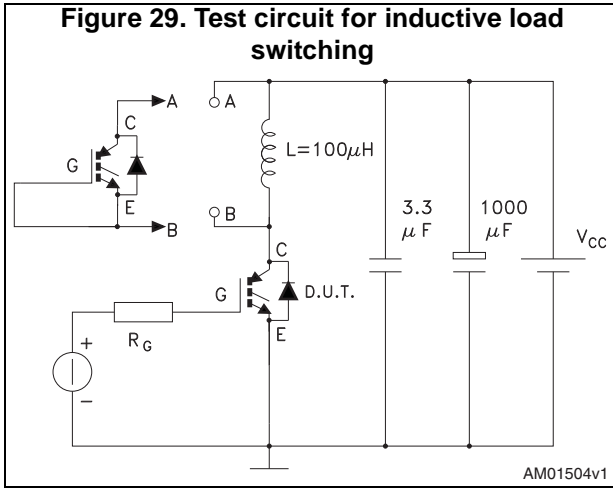 Figure 29. Test circuit for inductive load
switching
A
A
C
G
L=100μH
E
B
B
3.3
μF
1000
μF
VCC
C
G
D.U.T.
E
RG
+
−
AM01504v1